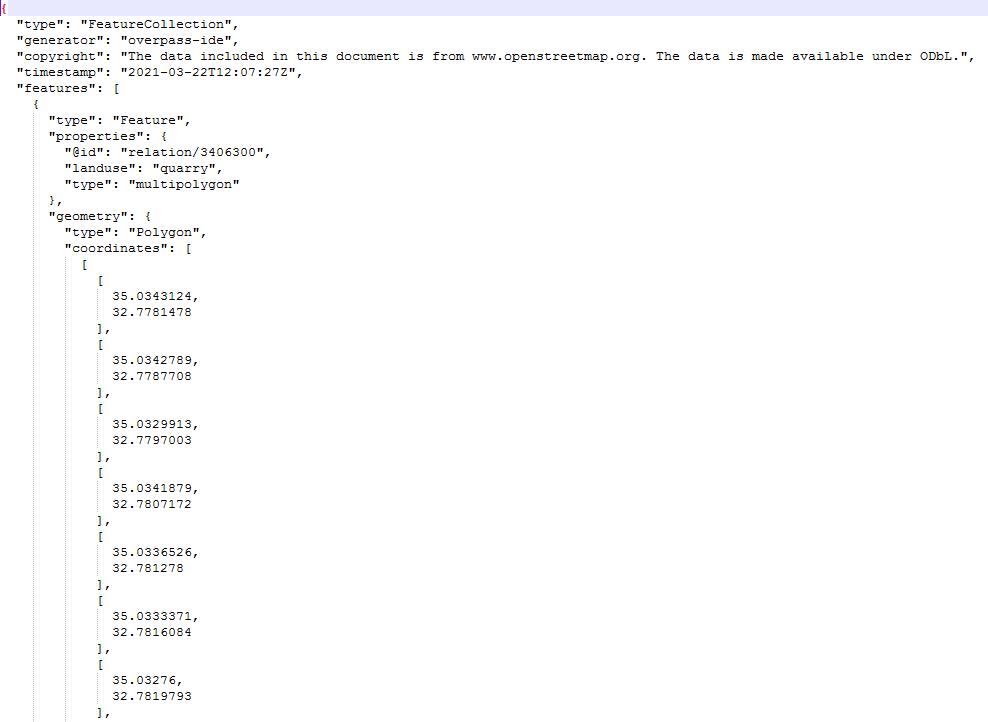 {
  "type": "FeatureCollection",
  "generator": "overpass-ide",
  "copyright": "The data included in this document is from www.openstreetmap.org. The data is made available under ODbL.",
  "timestamp": "2021-03-22T12:07:27Z",
  "features": [
    {
      "type": "Feature",
      "properties": {
        "@id": "relation/3406300",
        "landuse": "quarry",
        "type": "multipolygon"
      },
      "geometry": {
        "type": "Polygon",
        "coordinates": [
          [
            [
              35.0343124,
              32.7781478
            ],
            [
              35.0342789,
              32.7787708
            ],
            [
              35.0329913,
              32.7797003
            ],
            [
              35.0341879,
              32.7807172
            ],
            [
              35.0336526,
              32.781278
            ],
            [
              35.0333371,
              32.7816084
            ],
            [
              35.03276,
              32.7819793
            ],